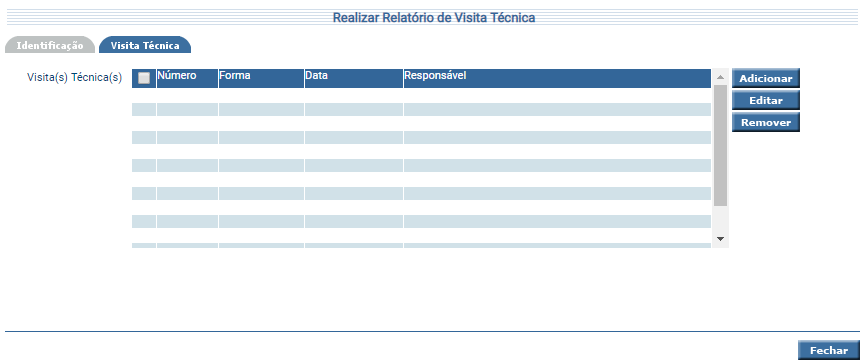 Realizar Relatório de Visita Técnica
Identificação Visita Técnica
Visita(s) Técnica(s) Número Forma Data Responsável Adicionar
Editar
Remover
Fechar